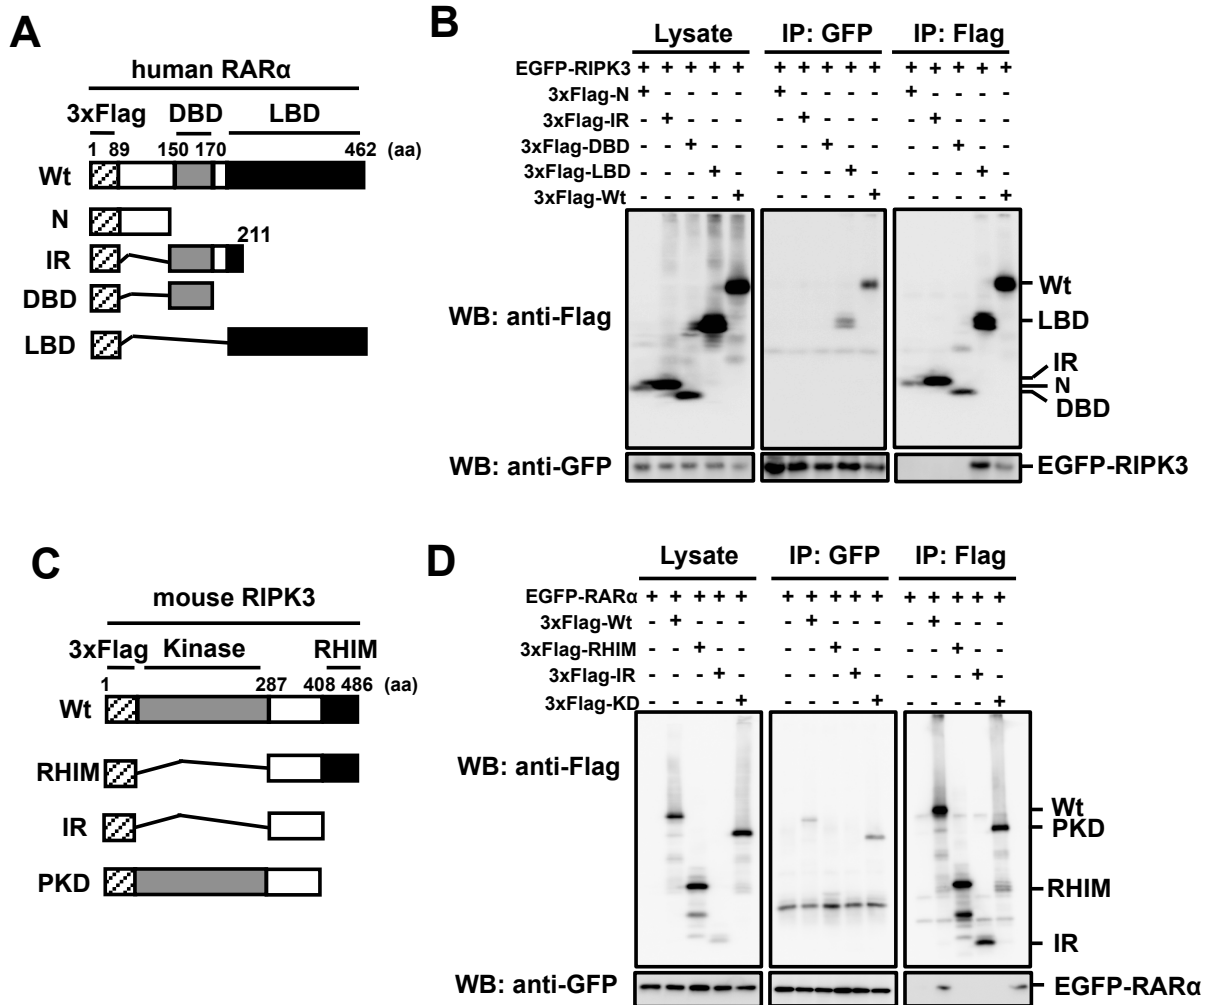 A
human RARα
3xFlag DBD LBD
1 89 150 170 462 (aa)
Wt
N
211
IR
DBD
LBD
B
Lysate IP: GFP IP: Flag
EGFP-RIPK3 + + + + + + + + + + + + + + +
3xFlag-N + - - - - + - - - - + - - - -
3xFlag-IR - + - - - - + - - - - + - - -
3xFlag-DBD - - + - - - - + - - - - + - -
3xFlag-LBD - - - + - - - - + - - - - + -
3xFlag-Wt - - - - + - - - - + - - - - +
WB: anti-Flag
Wt
LBD
IR
N
DBD
WB: anti-GFP
EGFP-RIPK3
C
mouse RIPK3
3xFlag Kinase RHIM
1 287 408 486 (aa)
Wt
RHIM
IR
PKD
D
Lysate IP: GFP IP: Flag
EGFP-RARα + + + + + + + + + + + + + + +
3xFlag-Wt - + - - - - + - - - - + - - -
3xFlag-RHIM - - + - - - - + - - - - + - -
3xFlag-IR - - - + - - - - + - - - - + -
3xFlag-KD - - - - + - - - - + - - - - +
WB: anti-Flag
Wt
PKD
RHIM
IR
WB: anti-GFP
EGFP-RARα